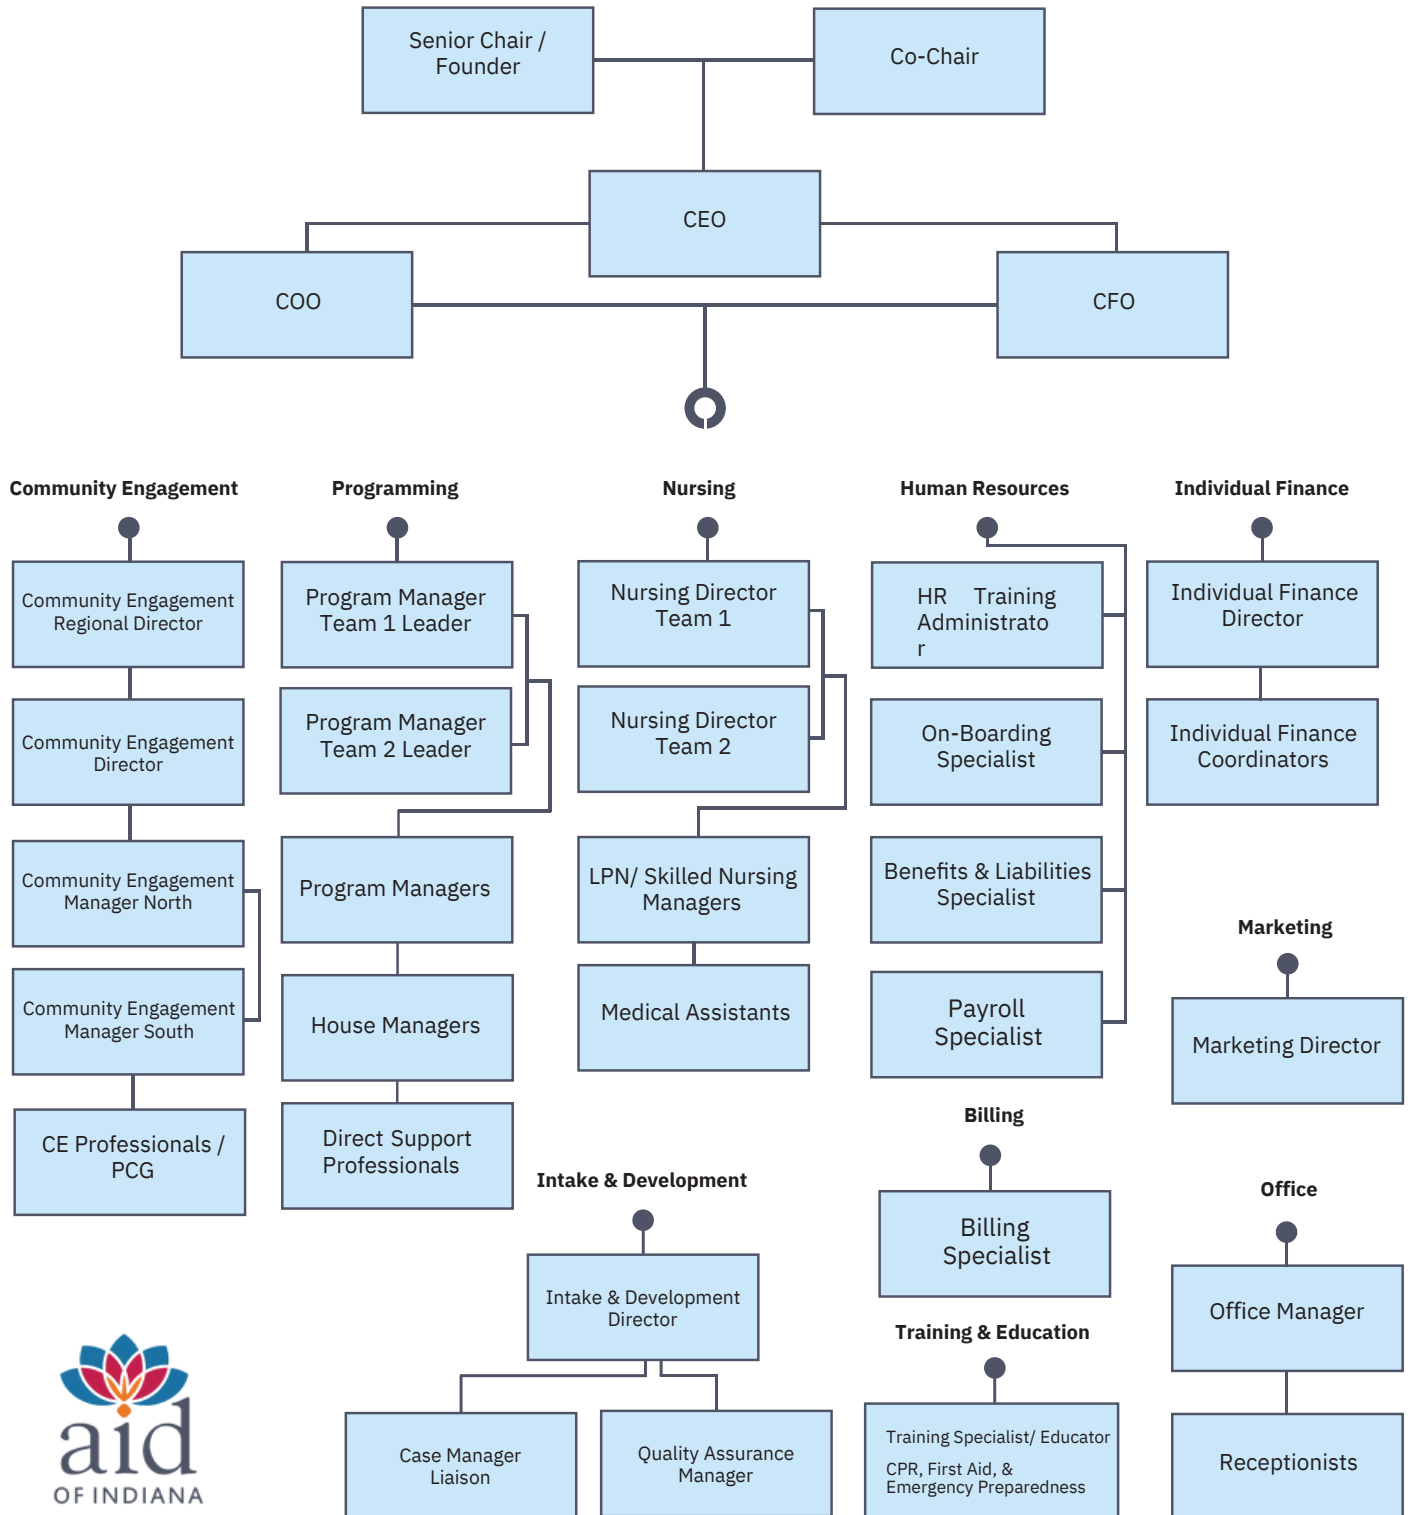 Senior Chair /
Founder
Co-Chair
CEO
COO
CFO
Community Engagement
Programming
Nursing
Human Resources
Individual Finance
Community Engagement
Regional Director
Community Engagement
Director
Community Engagement
Manager North
Community Engagement
Manager South
CE Professionals /
PCG
Program Manager
Team 1 Leader
Program Manager
Team 2 Leader
Program Managers
House Managers
Direct Support
Professionals
Nursing Director
Team 1
Nursing Director
Team 2
LPN/ Skilled Nursing
Managers
Medical Assistants
HR Training
Administrato
r
On-Boarding
Specialist
Benefits & Liabilities
Specialist
Payroll
Specialist
Individual Finance
Director
Individual Finance
Coordinators
Marketing
Marketing Director
Billing
Billing
Specialist
Intake & Development
Intake & Development
Director
Case Manager
Liaison
Quality Assurance
Manager
Training & Education
Training Specialist/ Educator
CPR, First Aid, &
Emergency Preparedness
Office
Office Manager
Receptionists
aid
OF INDIANA